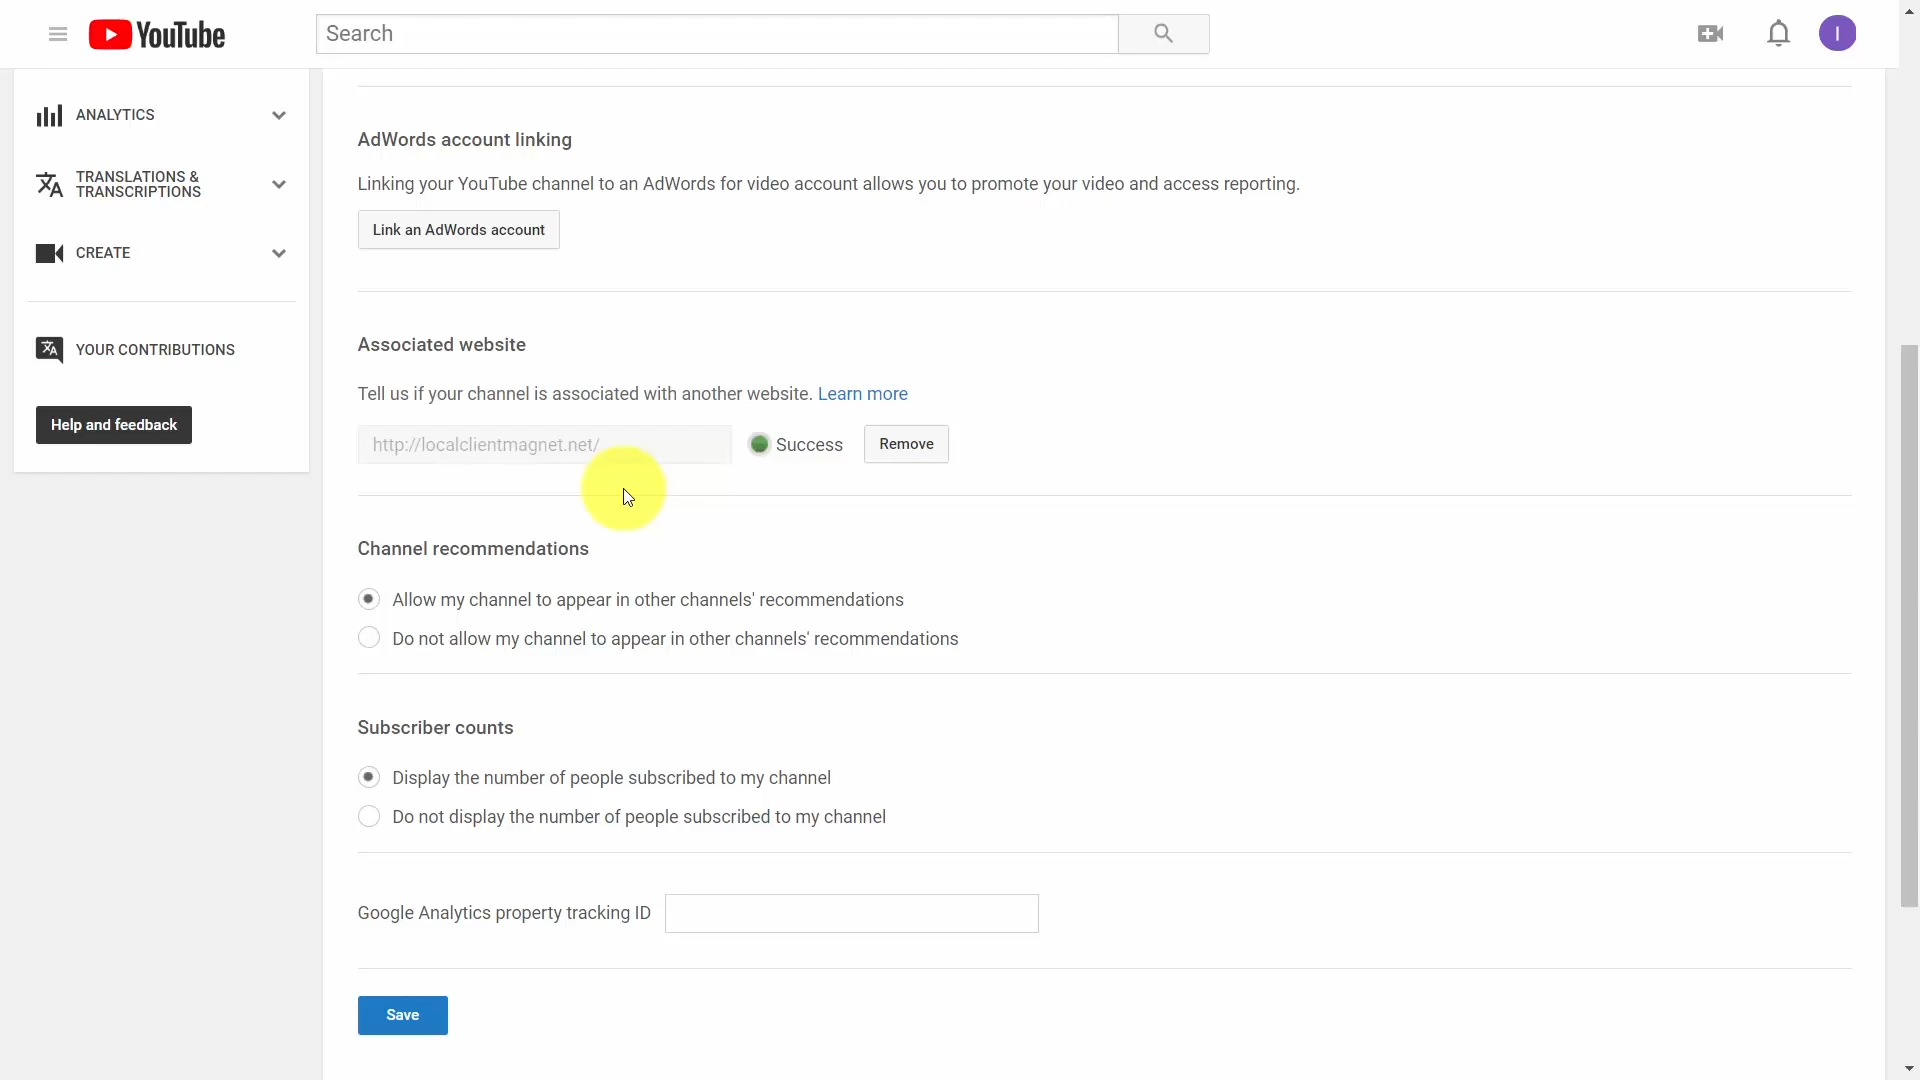 YouTube
Search
I
ANALYTICS
TRANSLATIONS &
TRANSCRIPTIONS
CREATE
YOUR CONTRIBUTIONS
Help and feedback
AdWords account linking
Linking your YouTube channel to an AdWords for video account allows you to promote your video and access reporting.
Link an AdWords account
Associated website
Tell us if your channel is associated with another website. Learn more
http://localclientmagnet.net/ Success Remove
Channel recommendations
Allow my channel to appear in other channels' recommendations
Do not allow my channel to appear in other channels' recommendations
Subscriber counts
Display the number of people subscribed to my channel
Do not display the number of people subscribed to my channel
Google Analytics property tracking ID
Save